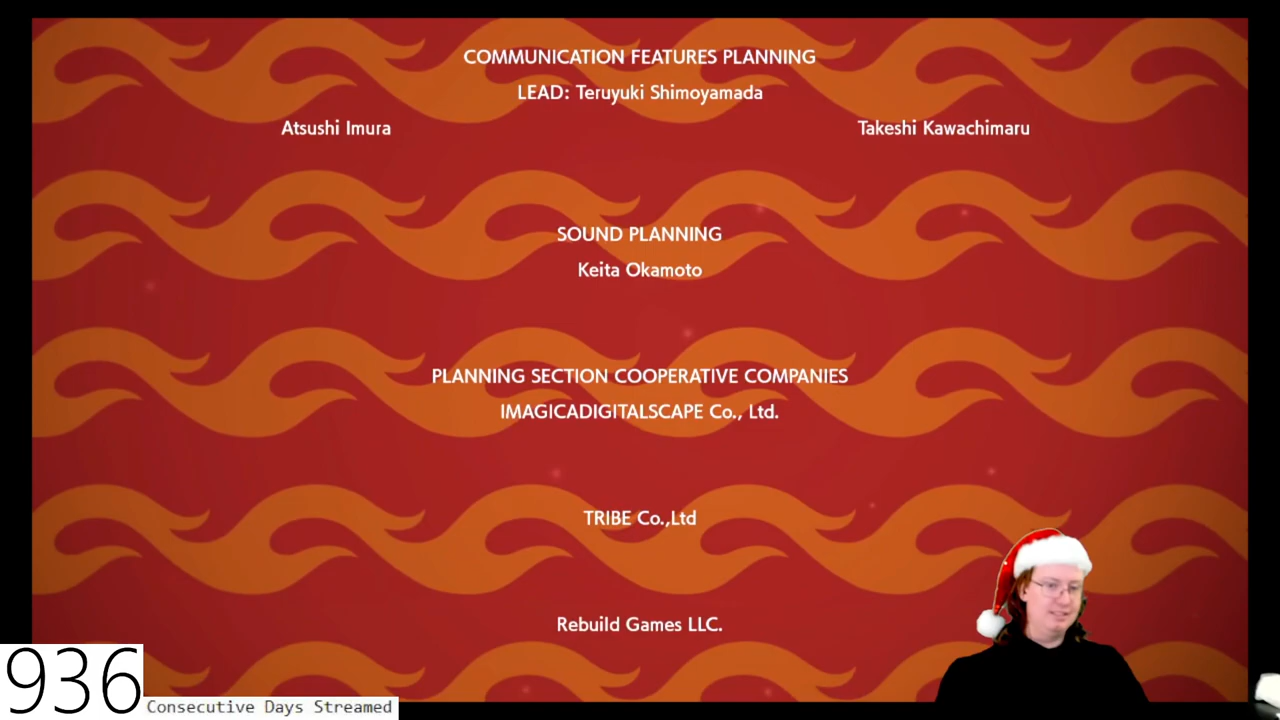 COMMUNICATION FEATURES PLANNING
LEAD: Teruyuki Shimoyamada
Atsushi Imura
Takeshi Kawachimaru
SOUND PLANNING
Keita Okamoto
PLANNING SECTION COOPERATIVE COMPANIES
IMAGICADIGITALSCAPE Co., Ltd.
TRIBE Co.,Ltd
Rebuild Games LLC.
936
Consecutive Days Streamed